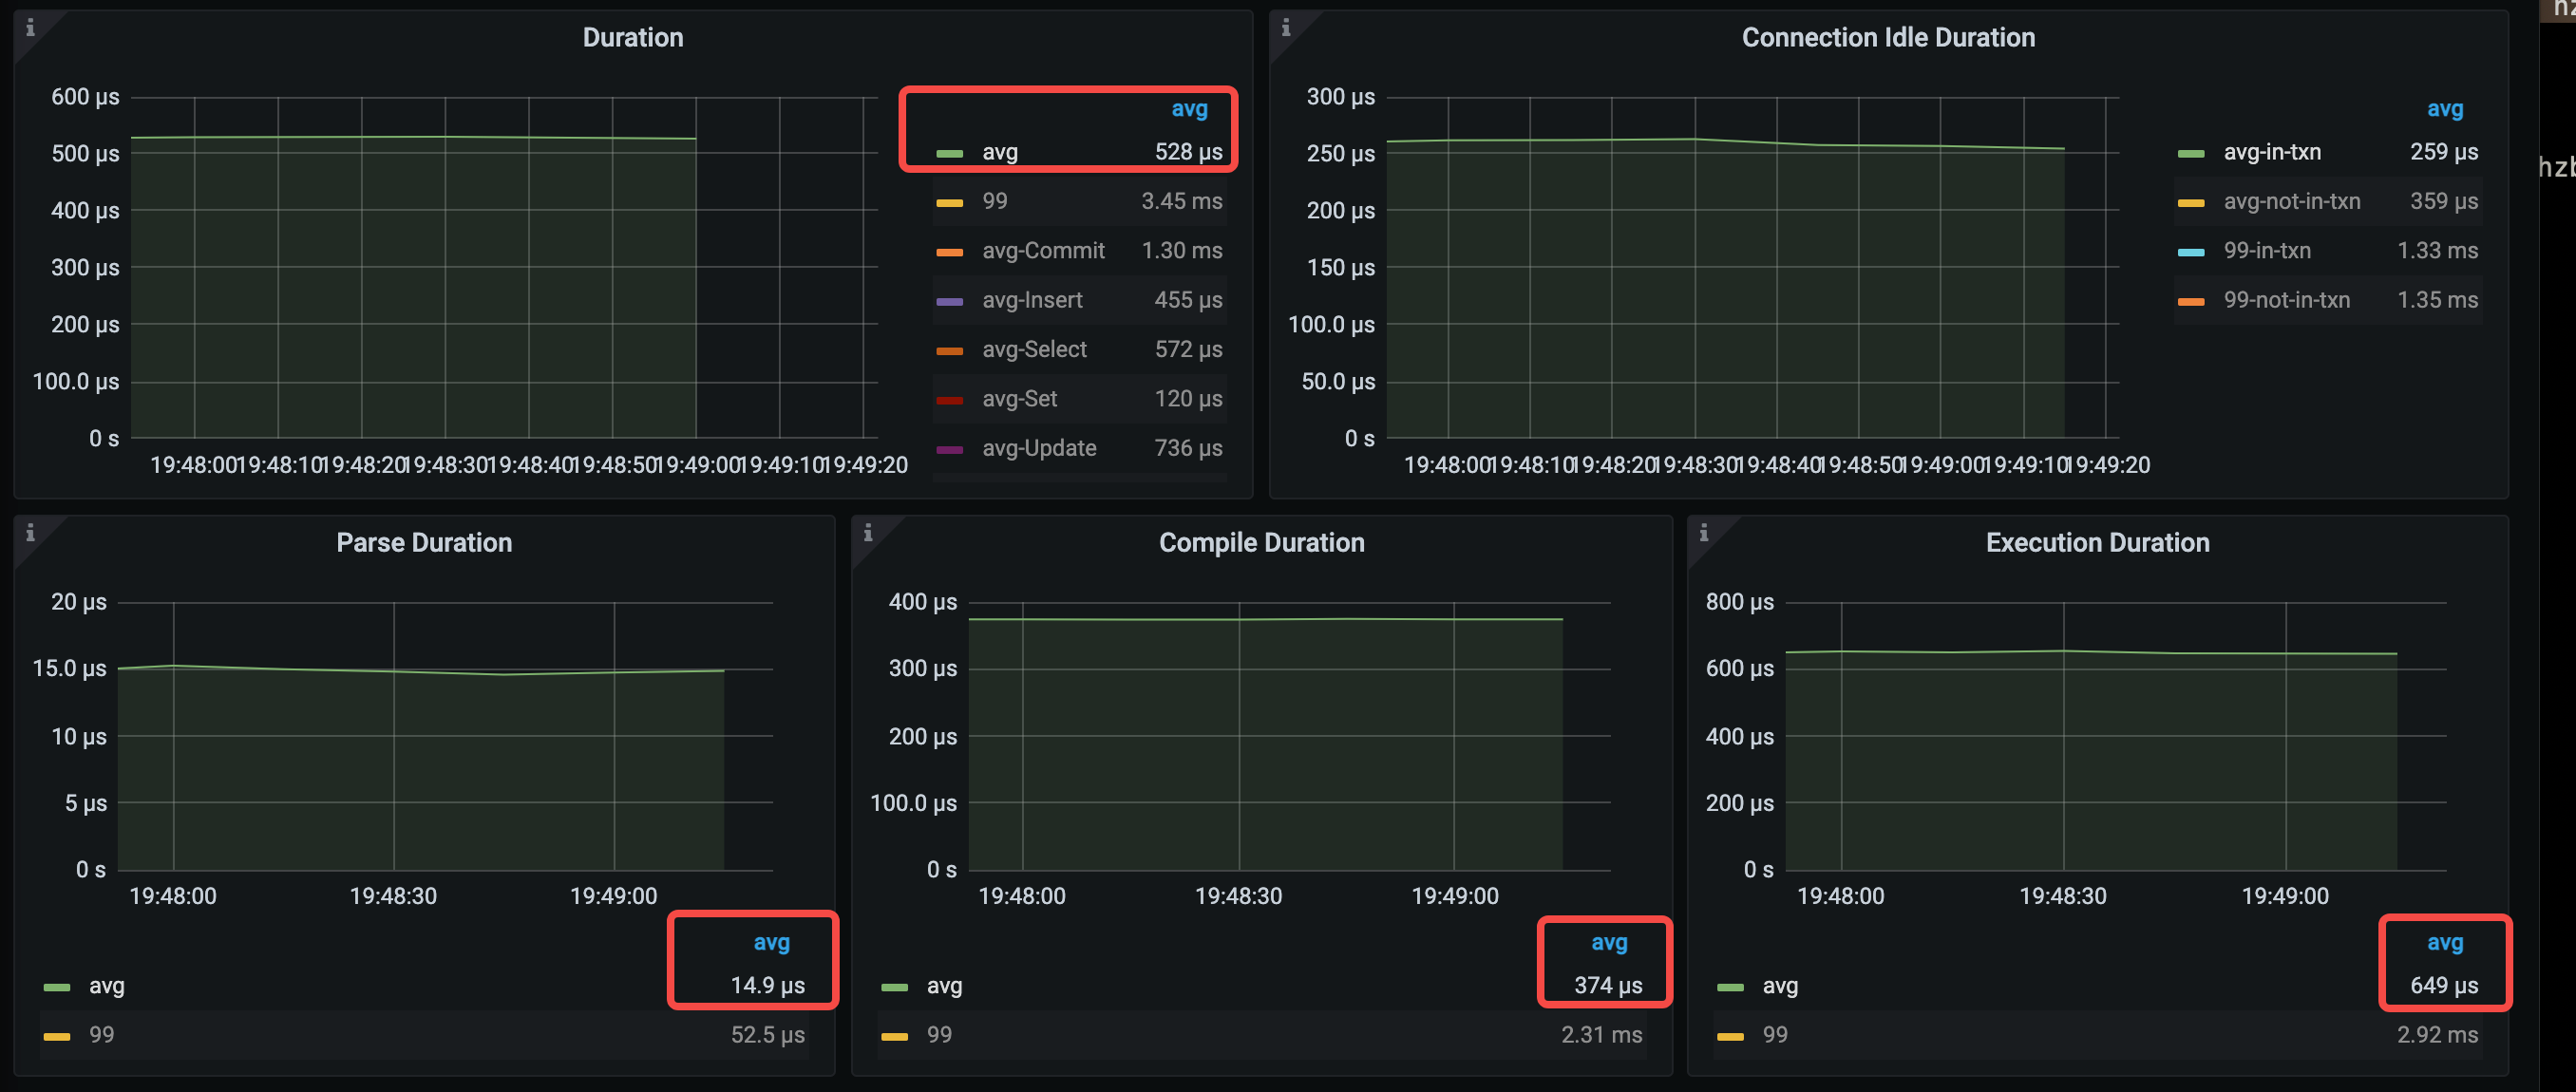 Duration
600 µs
500 µs
400 µs
300 µs
200 µs
100.0 µs
0 s
19:48:00 19:48:10 19:48:20 19:48:30 19:48:40 19:48:50 19:49:00 19:49:10 19:49:20
avg
avg 528 µs
99 3.45 ms
avg-Commit 1.30 ms
avg-Insert 455 µs
avg-Select 572 µs
avg-Set 120 µs
avg-Update 736 µs
Connection Idle Duration
300 µs
250 µs
200 µs
150 µs
100.0 µs
50.0 µs
0 s
19:48:00 19:48:10 19:48:20 19:48:30 19:48:40 19:48:50 19:49:00 19:49:10 19:49:20
avg
avg-in-txn 259 µs
avg-not-in-txn 359 µs
99-in-txn 1.33 ms
99-not-in-txn 1.35 ms
Parse Duration
20 µs
15.0 µs
10 µs
5 µs
0 s
19:48:00 19:48:30 19:49:00
avg
avg 14.9 µs
99 52.5 µs
Compile Duration
400 µs
300 µs
200 µs
100.0 µs
0 s
19:48:00 19:48:30 19:49:00
avg
avg 374 µs
99 2.31 ms
Execution Duration
800 µs
600 µs
400 µs
200 µs
0 s
19:48:00 19:48:30 19:49:00
avg
avg 649 µs
99 2.92 ms